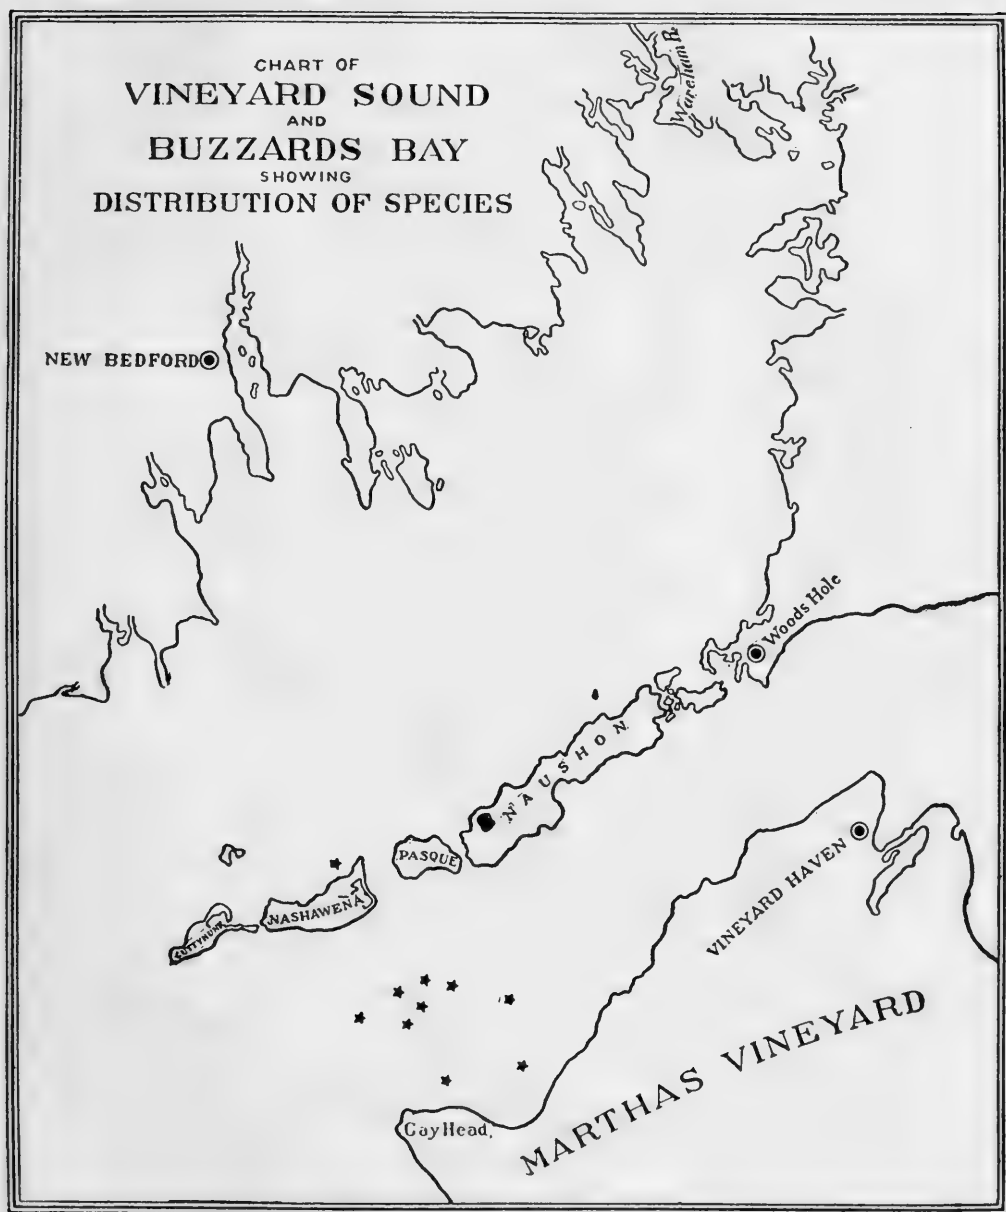 CHART OF
VINEYARD SOUND
AND
BUZZARDS BAY
SHOWING
DISTRIBUTION OF SPECIES
Wareham R.
NEW BEDFORD
Woods Hole
NAUSHON
PASQUE
NASHAWENA
CUTTYHUNK
VINEYARD HAVEN
MARTHAS VINEYARD
Gay Head.